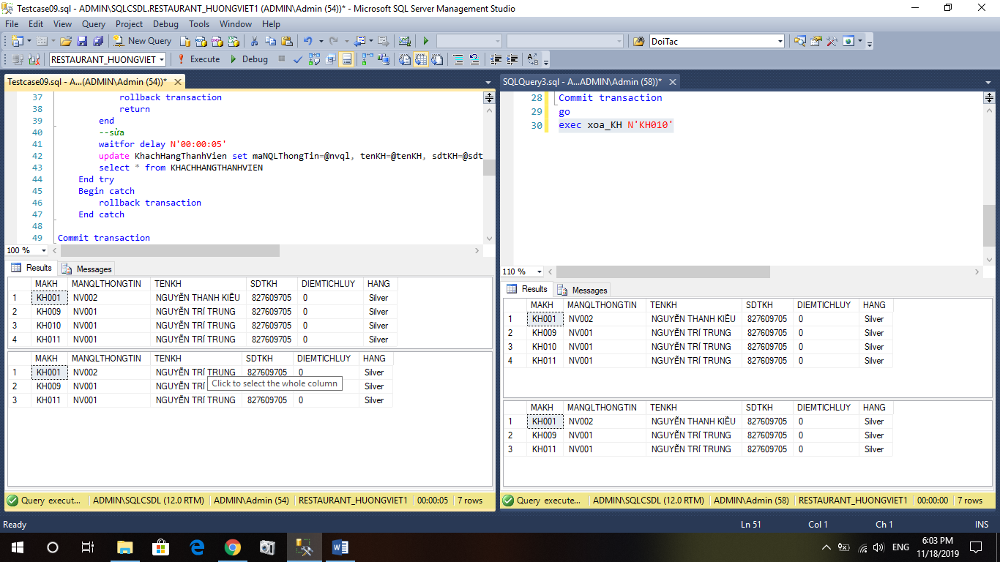 Testcase09.sql - ADMIN\SQLCSDL.RESTAURANT_HUONGVIET1 (ADMIN\Admin (54))* - Microsoft SQL Server Management Studio
File Edit View Query Project Debug Tools Window Help
New Query DoiTac
RESTAURANT_HUONGVIET Execute Debug
Testcase09.sql - A...(ADMIN\Admin (54))*
37 rollback transaction
38 return
39 end
40 --sửa
41 waitfor delay N'00:00:05'
42 update KhachHangThanhVien set maNQLThongTin=@nvql, tenKH=@tenKH, sdtKH=@sdt
43 select * from KHACHHANGTHANHVIEN
44 End try
45 Begin catch
46 rollback transaction
47 End catch
48
49 Commit transaction
100 %
Results Messages
MAKH MANQLTHONGTIN TENKH SDTKH DIEMTICHLUY HANG
1 KH001 NV002 NGUYỄN THANH KIỀU 827609705 0 Silver
2 KH009 NV001 NGUYỄN TRÍ TRUNG 827609705 0 Silver
3 KH010 NV001 NGUYỄN TRÍ TRUNG 827609705 0 Silver
4 KH011 NV001 NGUYỄN TRÍ TRUNG 827609705 0 Silver
MAKH MANQLTHONGTIN TENKH SDTKH DIEMTICHLUY HANG
1 KH001 NV002 NGUYỄN TRÍ TRUNG 827609705 0 Silver
2 KH009 NV001 NGUYỄN TRÍ Silver
Click to select the whole column
3 KH011 NV001 NGUYỄN TRÍ TRUNG 827609705 0 Silver
Query execut... ADMIN\SQLCSDL (12.0 RTM) ADMIN\Admin (54) RESTAURANT_HUONGVIET1 00:00:05 7 rows
SQLQuery3.sql - A...ADMIN\Admin (58))*
28 Commit transaction
29 go
30 exec xoa_KH N'KH010'
110 %
Results Messages
MAKH MANQLTHONGTIN TENKH SDTKH DIEMTICHLUY HANG
1 KH001 NV002 NGUYỄN THANH KIỀU 827609705 0 Silver
2 KH009 NV001 NGUYỄN TRÍ TRUNG 827609705 0 Silver
3 KH010 NV001 NGUYỄN TRÍ TRUNG 827609705 0 Silver
4 KH011 NV001 NGUYỄN TRÍ TRUNG 827609705 0 Silver
MAKH MANQLTHONGTIN TENKH SDTKH DIEMTICHLUY HANG
1 KH001 NV002 NGUYỄN THANH KIỀU 827609705 0 Silver
2 KH009 NV001 NGUYỄN TRÍ TRUNG 827609705 0 Silver
3 KH011 NV001 NGUYỄN TRÍ TRUNG 827609705 0 Silver
Query execute... ADMIN\SQLCSDL (12.0 RTM) ADMIN\Admin (58) RESTAURANT_HUONGVIET1 00:00:00 7 rows
Ready Ln 51 Col 1 Ch 1 INS
ENG 6:03 PM
11/18/2019